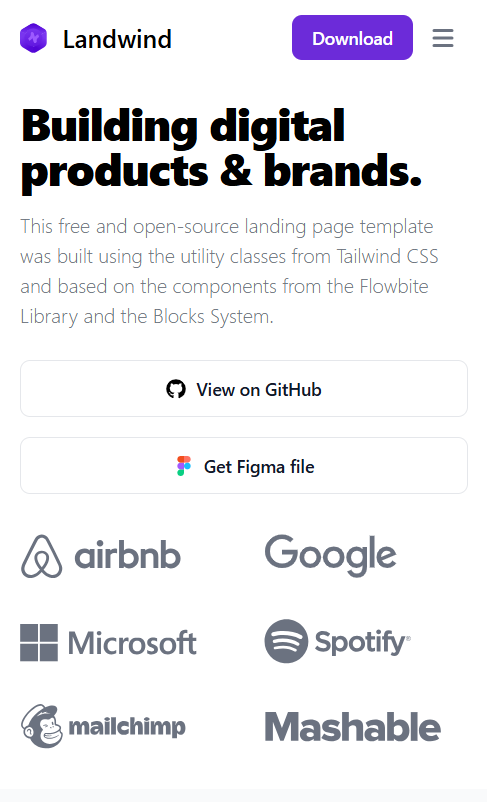 Landwind
Download
Building digital
products & brands.
This free and open-source landing page template
was built using the utility classes from Tailwind CSS
and based on the components from the Flowbite
Library and the Blocks System.
View on GitHub
Get Figma file
airbnb
Google
Microsoft
Spotify®
mailchimp
Mashable